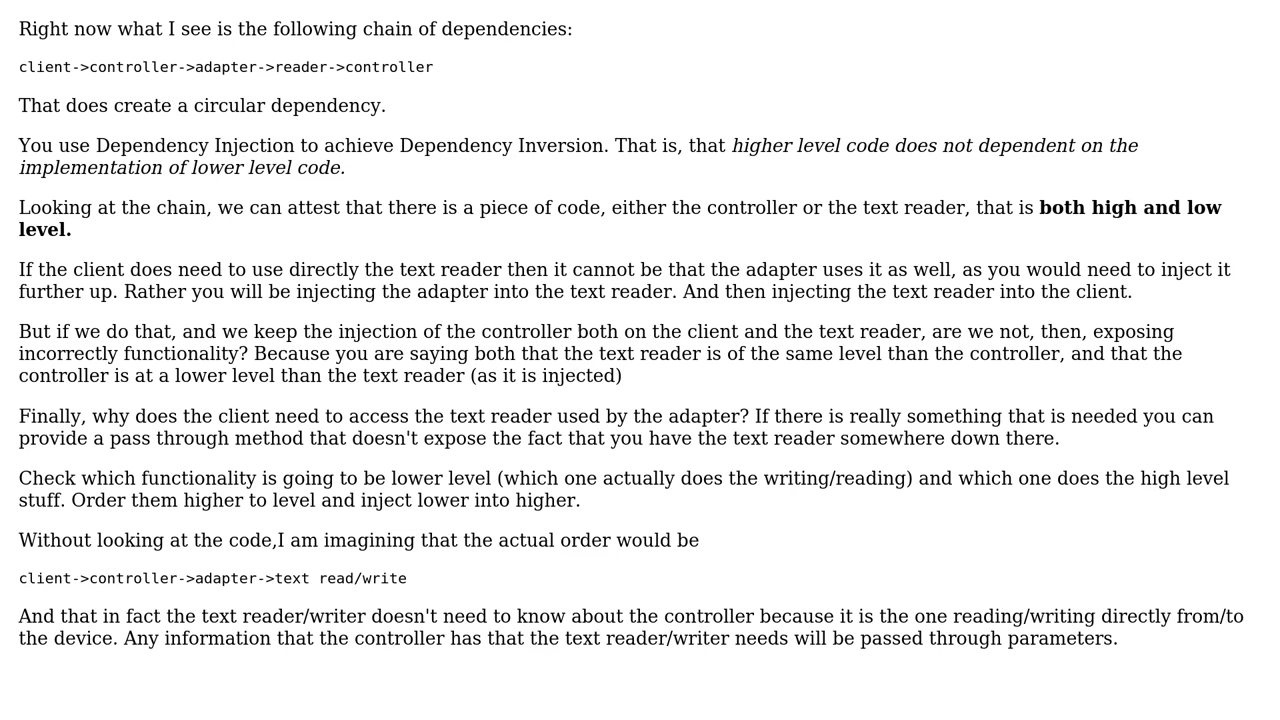 Right now what I see is the following chain of dependencies:
client->controller->adapter->reader->controller
That does create a circular dependency.
You use Dependency Injection to achieve Dependency Inversion. That is, that higher level code does not dependent on the
implementation of lower level code.
Looking at the chain, we can attest that there is a piece of code, either the controller or the text reader, that is both high and low
level.
If the client does need to use directly the text reader then it cannot be that the adapter uses it as well, as you would need to inject it
further up. Rather you will be injecting the adapter into the text reader. And then injecting the text reader into the client.
But if we do that, and we keep the injection of the controller both on the client and the text reader, are we not, then, exposing
incorrectly functionality? Because you are saying both that the text reader is of the same level than the controller, and that the
controller is at a lower level than the text reader (as it is injected)
Finally, why does the client need to access the text reader used by the adapter? If there is really something that is needed you can
provide a pass through method that doesn't expose the fact that you have the text reader somewhere down there.
Check which functionality is going to be lower level (which one actually does the writing/reading) and which one does the high level
stuff. Order them higher to level and inject lower into higher.
Without looking at the code,I am imagining that the actual order would be
client->controller->adapter->text read/write
And that in fact the text reader/writer doesn't need to know about the controller because it is the one reading/writing directly from/to
the device. Any information that the controller has that the text reader/writer needs will be passed through parameters.